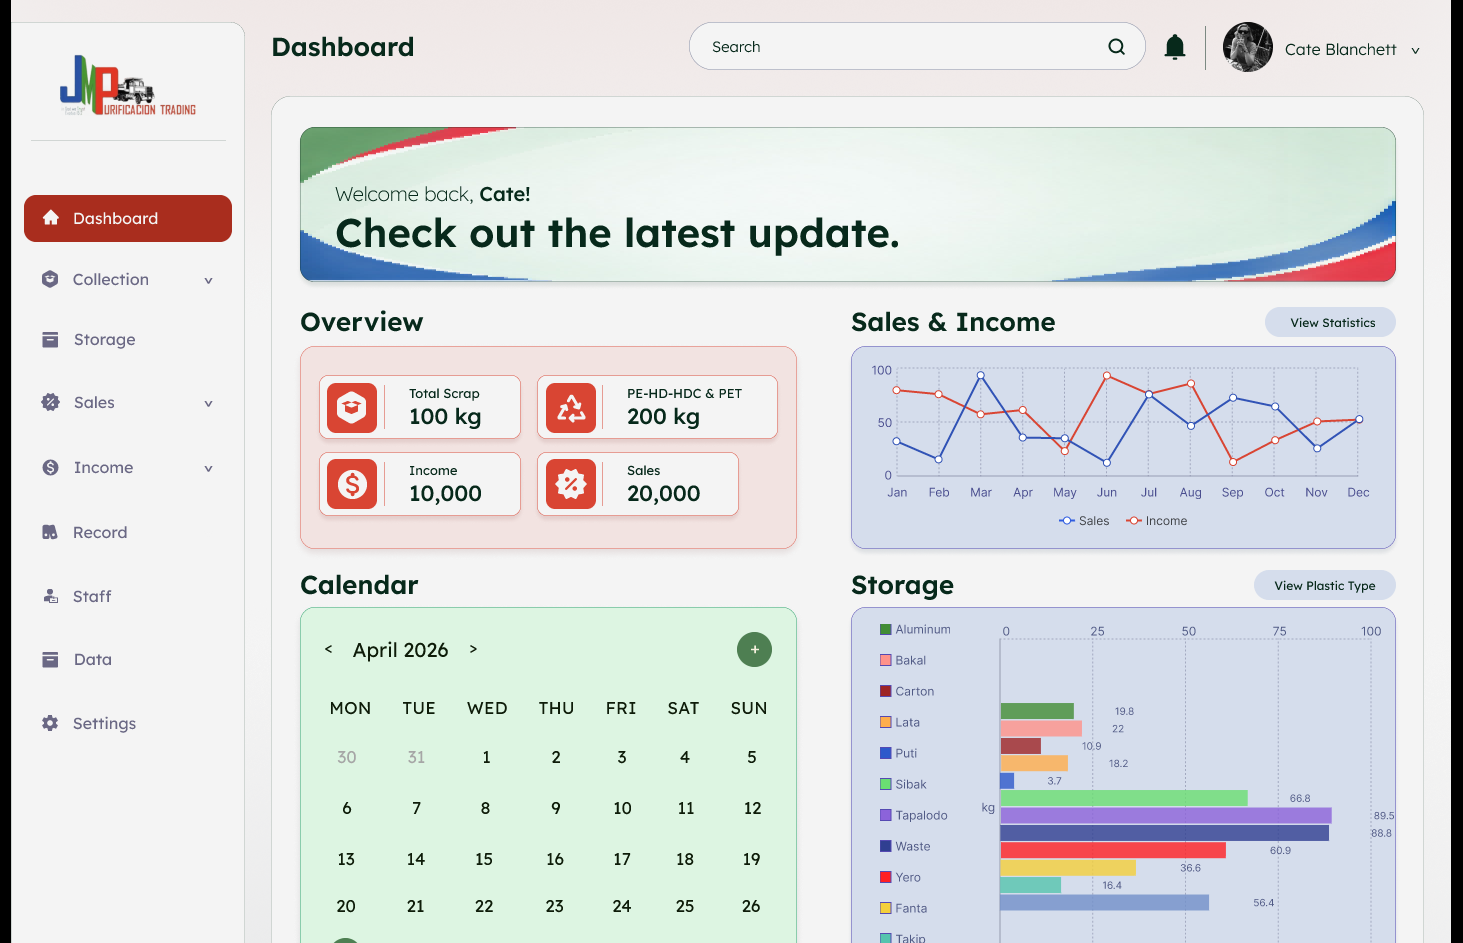 JMP
URIFICACION TRADING
Dashboard
Collection
Storage
Sales
Income
Record
Staff
Data
Settings
Dashboard
Search
Cate Blanchett
Welcome back, Cate!
Check out the latest update.
Overview
Total Scrap
100 kg
PE-HD-HDC & PET
200 kg
Income
10,000
Sales
20,000
Sales & Income
View Statistics
100
50
0
Jan Feb Mar Apr May Jun Jul Aug Sep Oct Nov Dec
Sales Income
Calendar
< April 2026 >
+
MON TUE WED THU FRI SAT SUN
30 31 1 2 3 4 5
6 7 8 9 10 11 12
13 14 15 16 17 18 19
20 21 22 23 24 25 26
Storage
View Plastic Type
Aluminum
Bakal
Carton
Lata
Puti
Sibak
Tapalodo
Waste
Yero
Fanta
Takip
0 25 50 75 100
kg
19.8
22
10.9
18.2
3.7
66.8
89.5
88.8
60.9
36.6
16.4
56.4